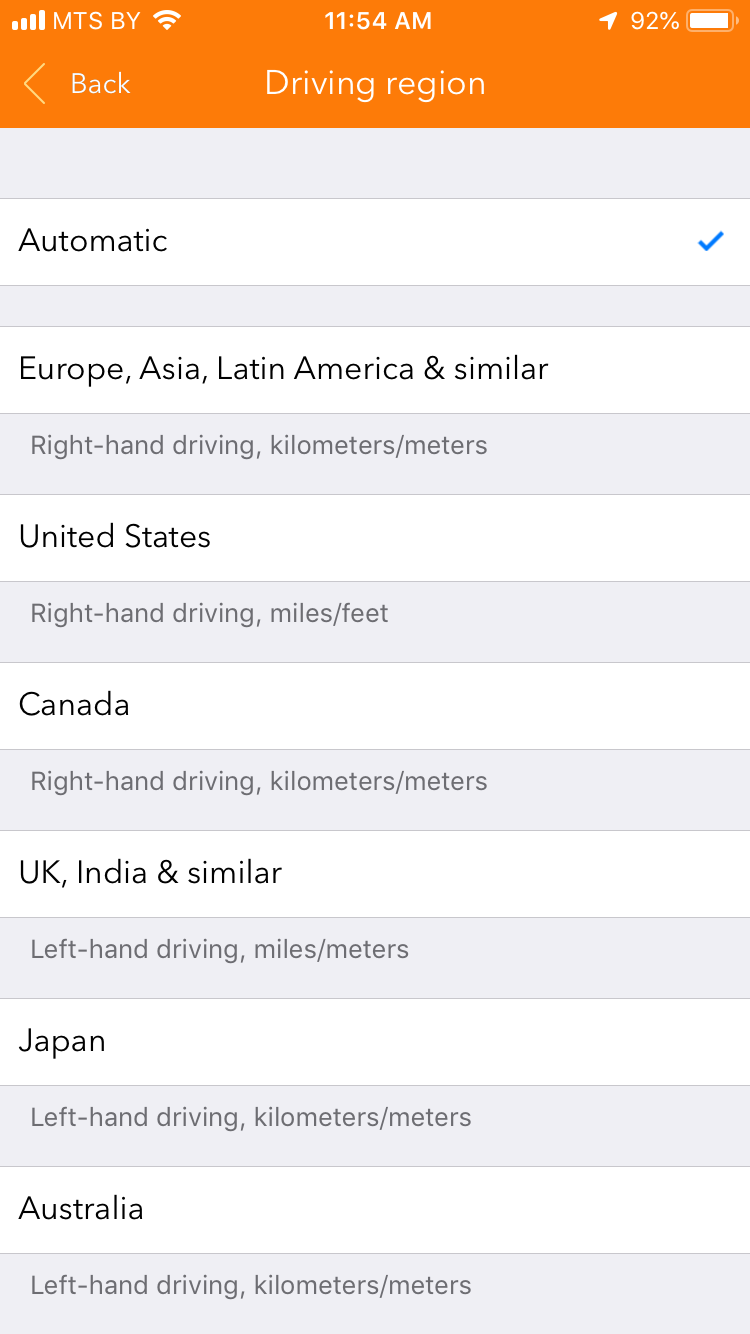 MTS BY 11:54 AM 92%
Back Driving region
Automatic
Europe, Asia, Latin America & similar
Right-hand driving, kilometers/meters
United States
Right-hand driving, miles/feet
Canada
Right-hand driving, kilometers/meters
UK, India & similar
Left-hand driving, miles/meters
Japan
Left-hand driving, kilometers/meters
Australia
Left-hand driving, kilometers/meters